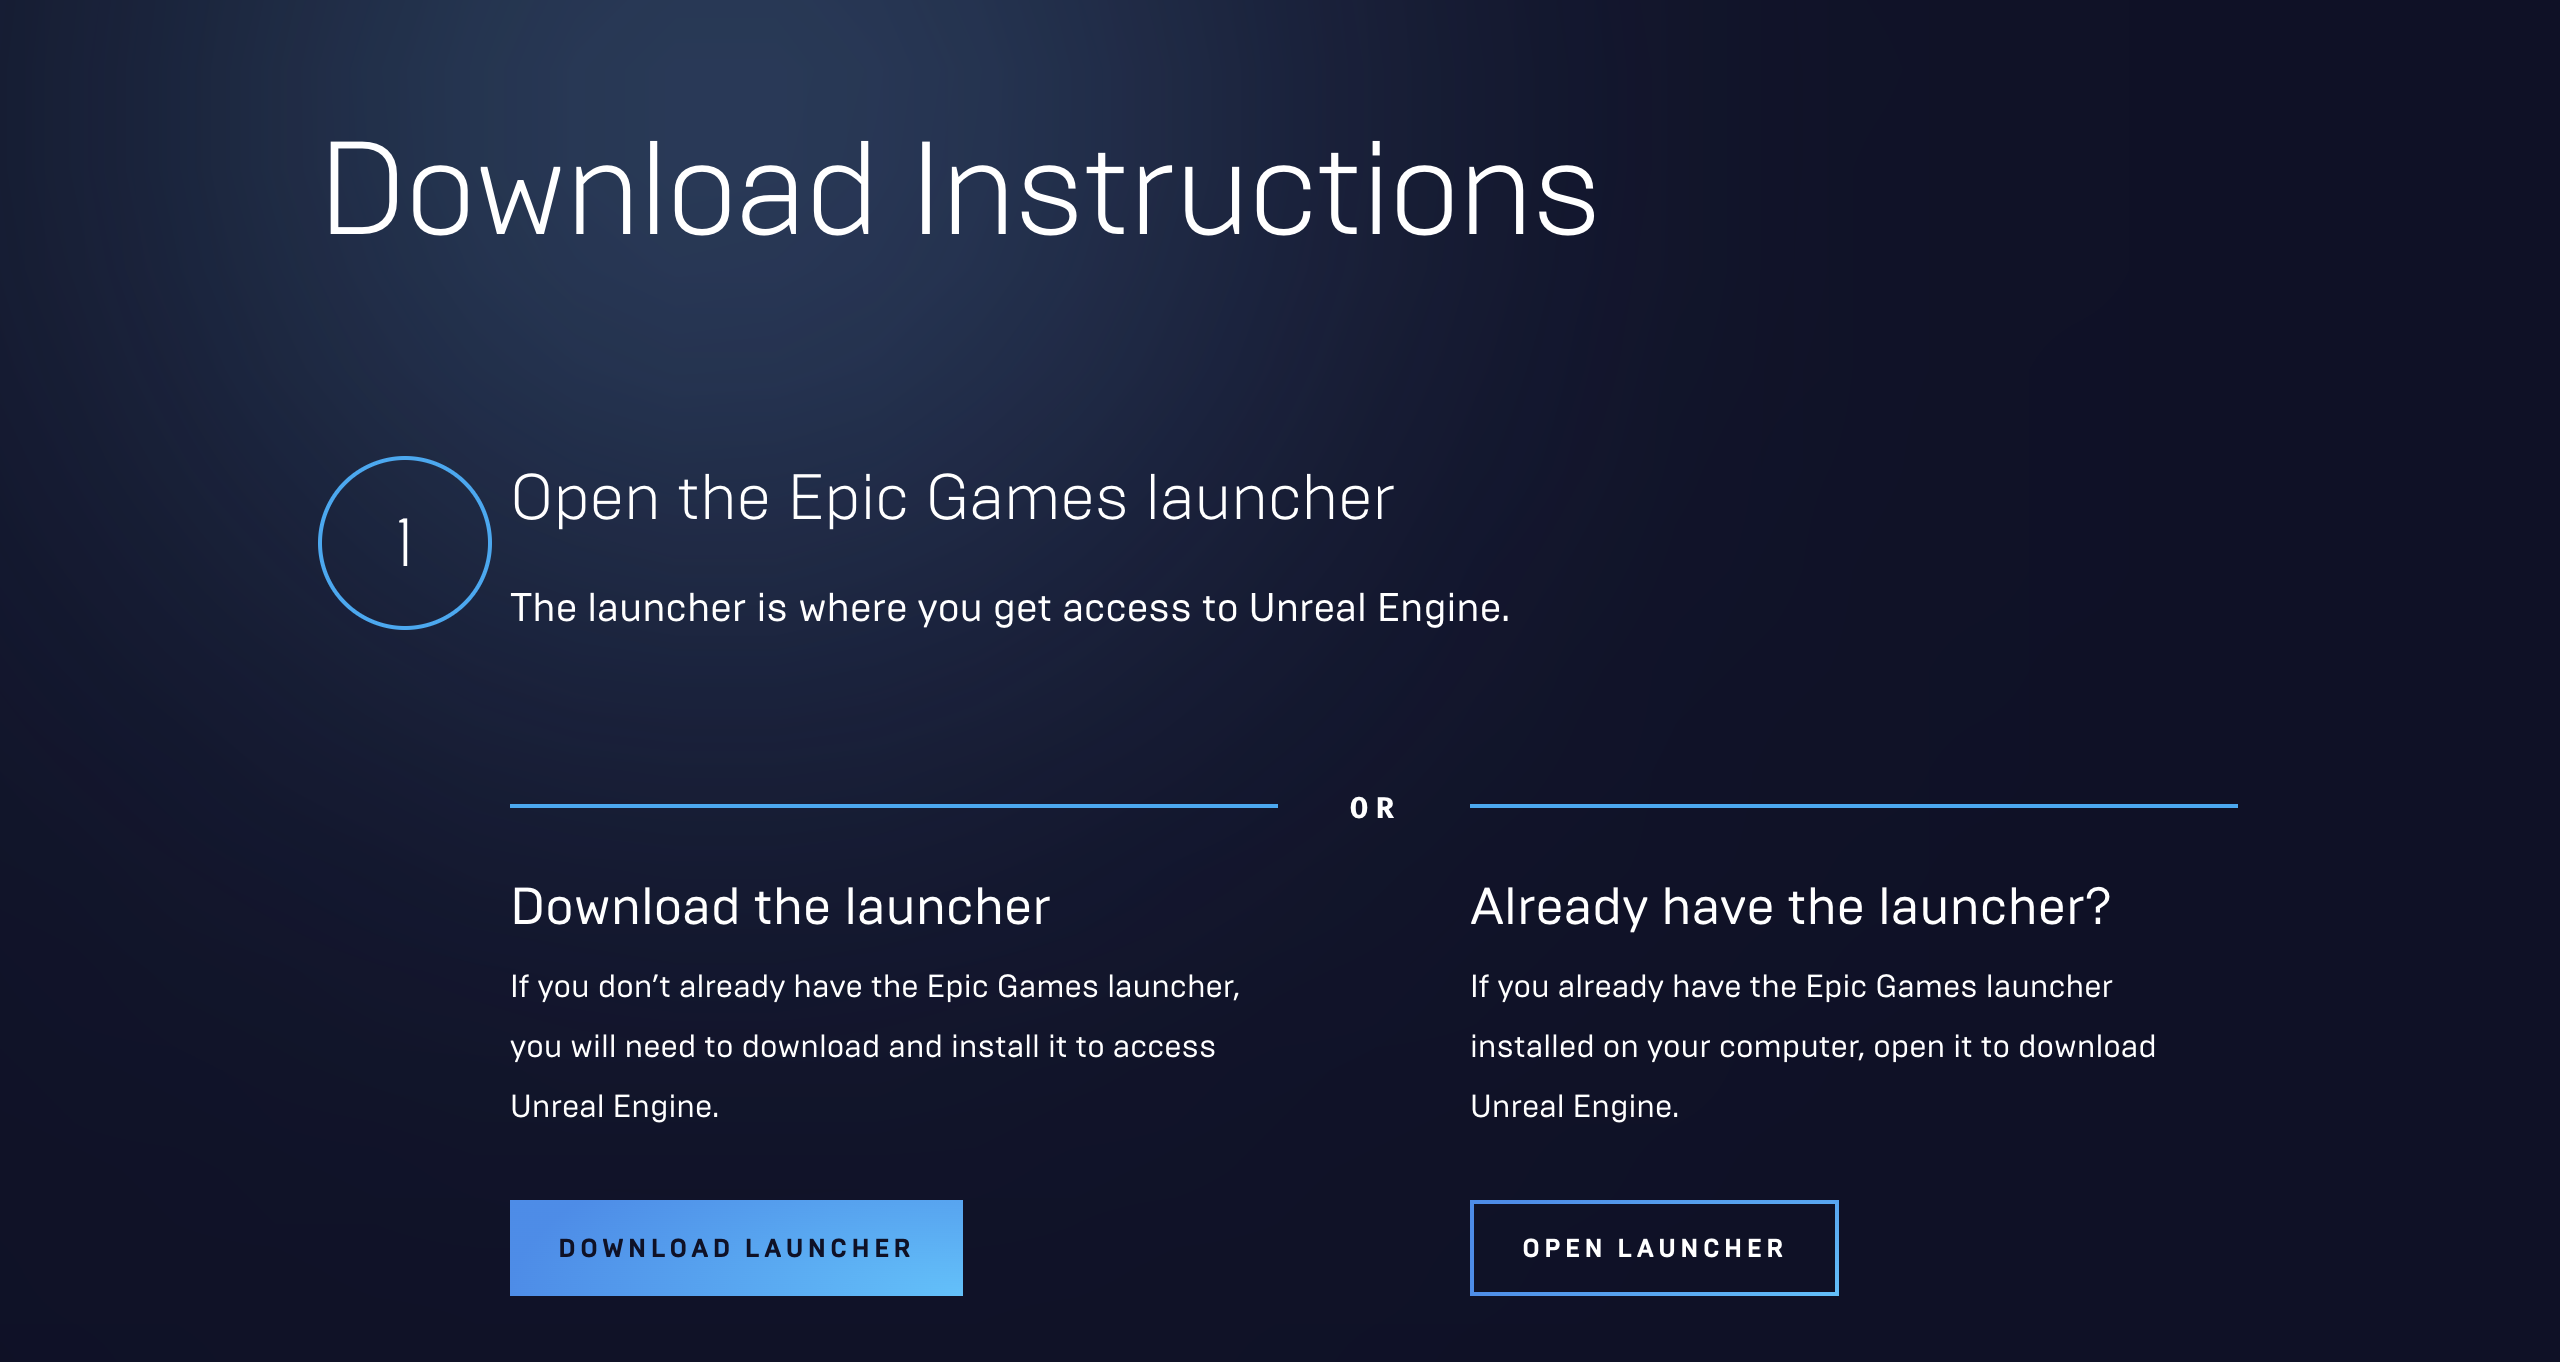 Download Instructions
1
Open the Epic Games launcher
The launcher is where you get access to Unreal Engine.
OR
Download the launcher
If you don’t already have the Epic Games launcher,
you will need to download and install it to access
Unreal Engine.
DOWNLOAD LAUNCHER
Already have the launcher?
If you already have the Epic Games launcher
installed on your computer, open it to download
Unreal Engine.
OPEN LAUNCHER